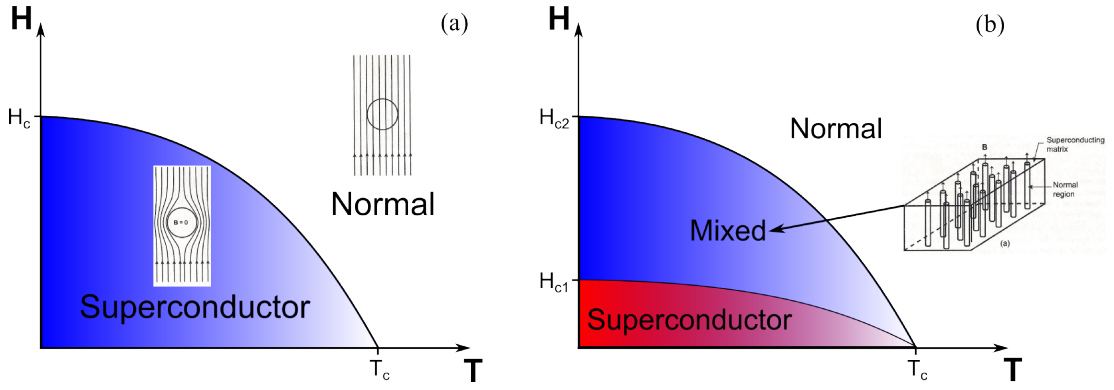 H
(a)
Hc
B = 0
Normal
Superconductor
Tc
T
H
(b)
Hc2
Normal
B
Superconducting
matrix
Normal
region
(a)
Mixed
Hc1
Superconductor
Tc
T